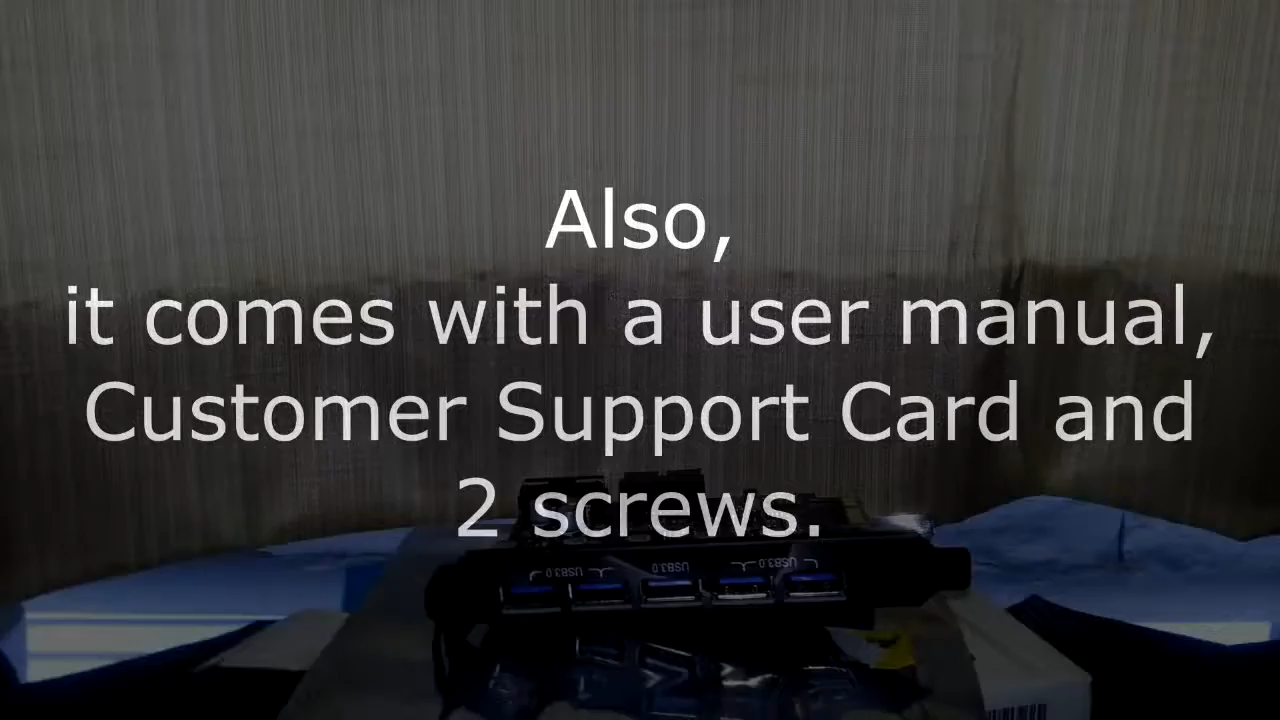 Also,
it comes with a user manual,
Customer Support Card and
2 screws.
USB3.0 USB3.0 USB3.0